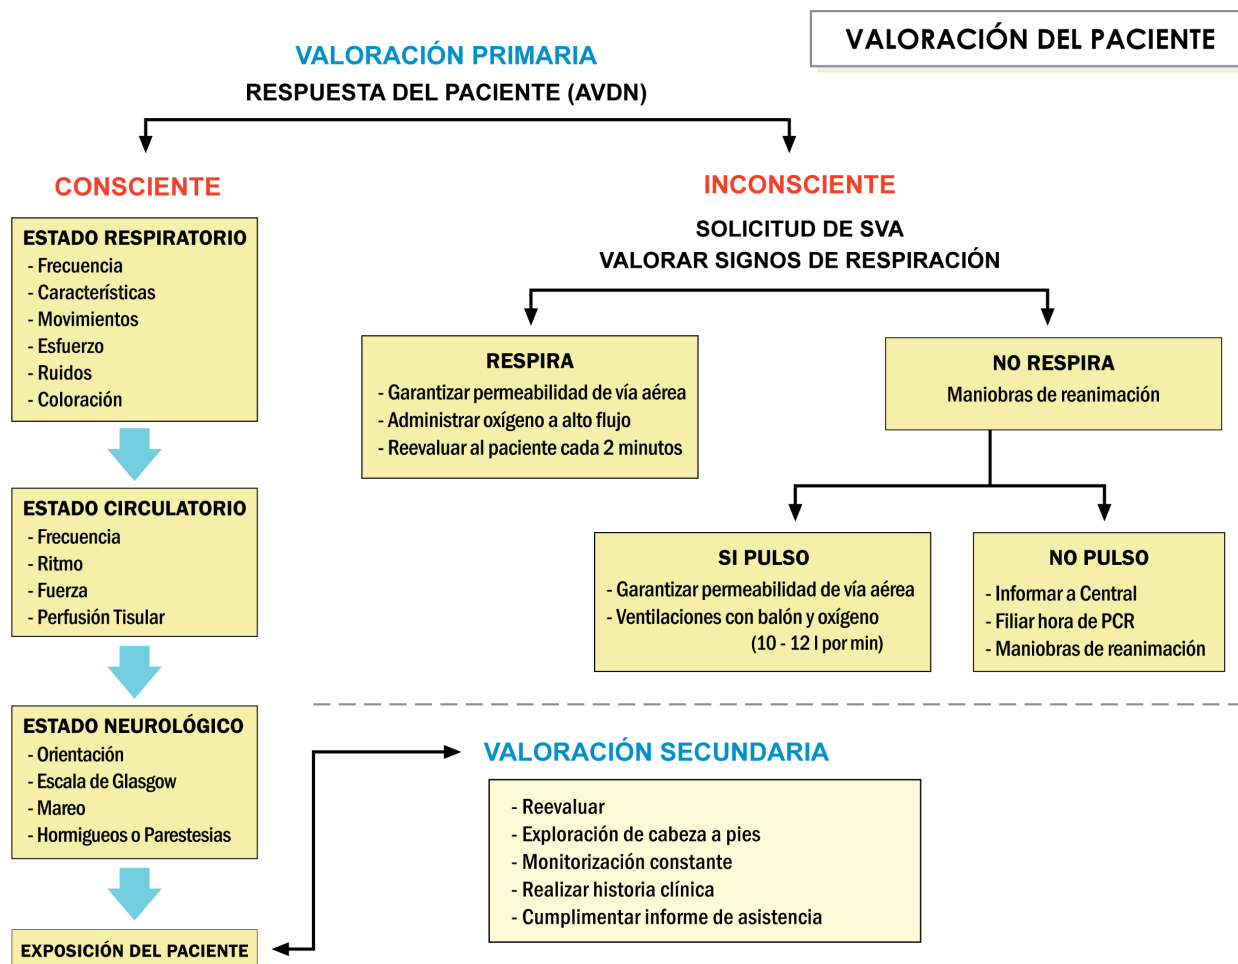 VALORACIÓN DEL PACIENTE
VALORACIÓN PRIMARIA
RESPUESTA DEL PACIENTE (AVDN)
CONSCIENTE
ESTADO RESPIRATORIO
- Frecuencia
- Características
- Movimientos
- Esfuerzo
- Ruidos
- Coloración
ESTADO CIRCULATORIO
- Frecuencia
- Ritmo
- Fuerza
- Perfusión Tisular
ESTADO NEUROLÓGICO
- Orientación
- Escala de Glasgow
- Mareo
- Hormigueos o Parestesias
EXPOSICIÓN DEL PACIENTE
INCONSCIENTE
SOLICITUD DE SVA
VALORAR SIGNOS DE RESPIRACIÓN
RESPIRA
- Garantizar permeabilidad de vía aérea
- Administrar oxígeno a alto flujo
- Reevaluar al paciente cada 2 minutos
NO RESPIRA
Maniobras de reanimación
SI PULSO
- Garantizar permeabilidad de vía aérea
- Ventilaciones con balón y oxígeno
(10 - 12 l por min)
NO PULSO
- Informar a Central
- Filiar hora de PCR
- Maniobras de reanimación
VALORACIÓN SECUNDARIA
- Reevaluar
- Exploración de cabeza a pies
- Monitorización constante
- Realizar historia clínica
- Cumplimentar informe de asistencia